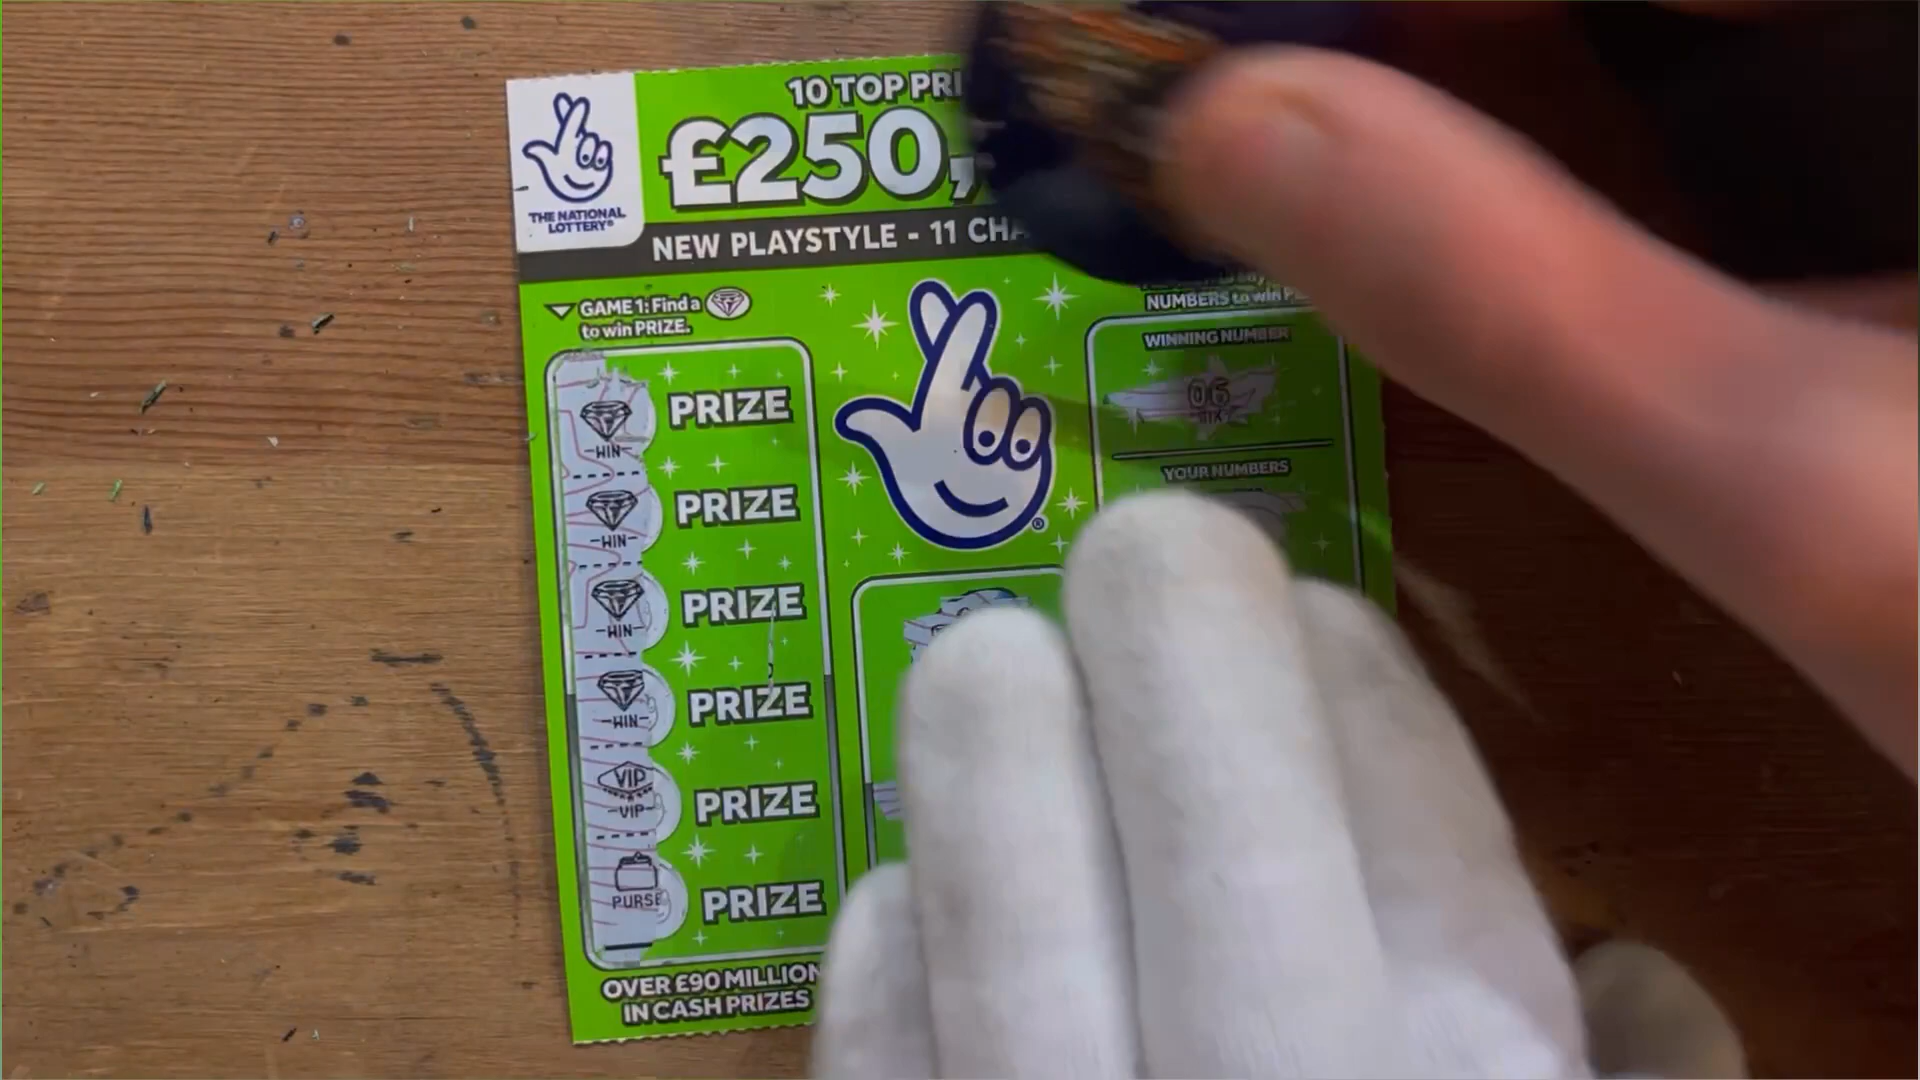 10 TOP PRI
£250,
THE NATIONAL
LOTTERY®
NEW PLAYSTYLE - 11 CHA
GAME 1: Find a
to win PRIZE.
WIN
PRIZE
WIN
PRIZE
WIN
PRIZE
WIN
PRIZE
VIP
VIP
PRIZE
PURSE
PRIZE
OVER £90 MILLION
IN CASH PRIZES
®
NUMBERS to win
WINNING NUMBER
06
SIX
YOUR NUMBERS